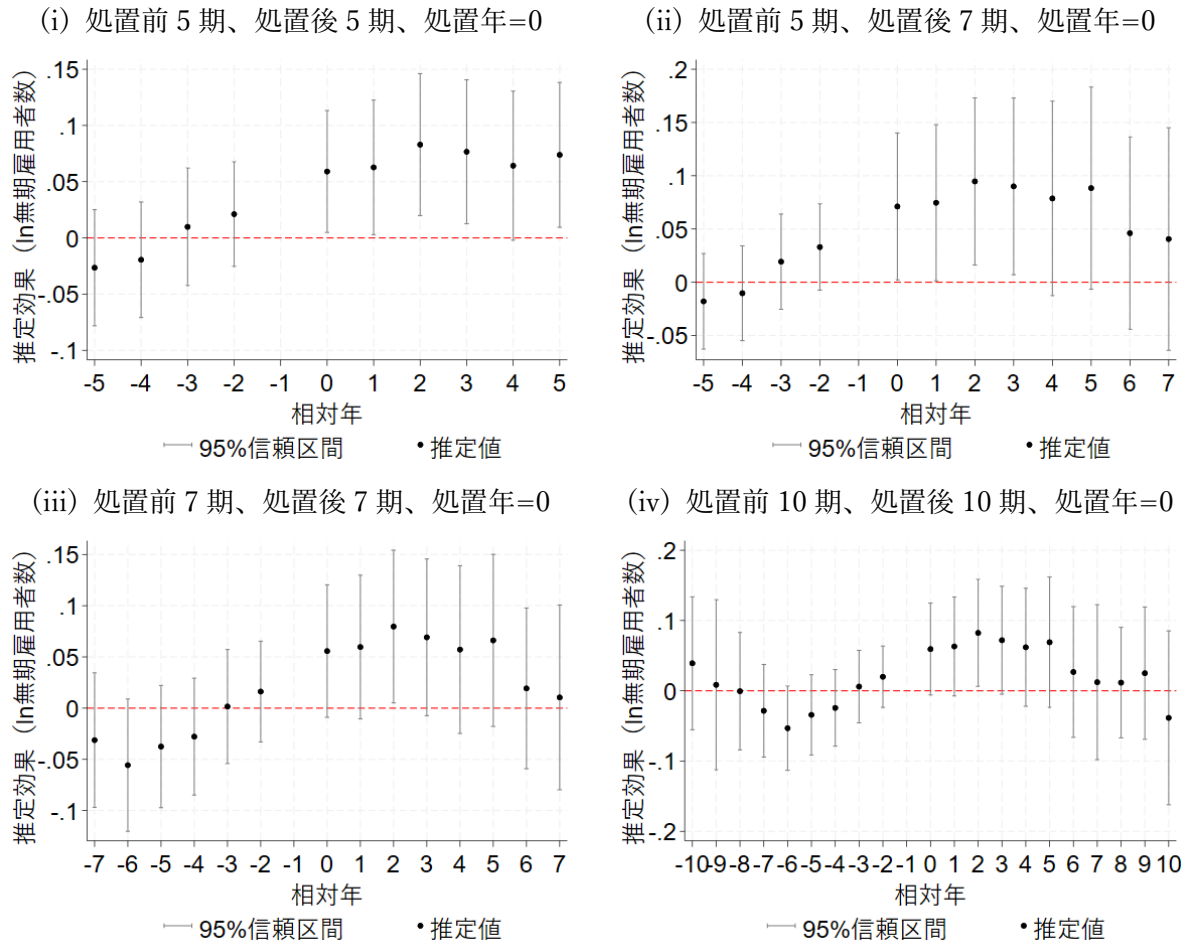 (i) 処置前 5 期、処置後 5 期、処置年=0
推定効果（ln無期雇用者数）
.15
.1
.05
0
-.05
-.1
-5 -4 -3 -2 -1 0 1 2 3 4 5
相対年
95%信頼区間 推定値
(ii) 処置前 5 期、処置後 7 期、処置年=0
推定効果（ln無期雇用者数）
.2
.15
.1
.05
0
-.05
-5 -4 -3 -2 -1 0 1 2 3 4 5 6 7
相対年
95%信頼区間 推定値
(iii) 処置前 7 期、処置後 7 期、処置年=0
推定効果（ln無期雇用者数）
.15
.1
.05
0
-.05
-.1
-7 -6 -5 -4 -3 -2 -1 0 1 2 3 4 5 6 7
相対年
95%信頼区間 推定値
(iv) 処置前 10 期、処置後 10 期、処置年=0
推定効果（ln無期雇用者数）
.2
.1
0
-.1
-.2
-10 -9 -8 -7 -6 -5 -4 -3 -2 -1 0 1 2 3 4 5 6 7 8 9 10
相対年
95%信頼区間 推定値